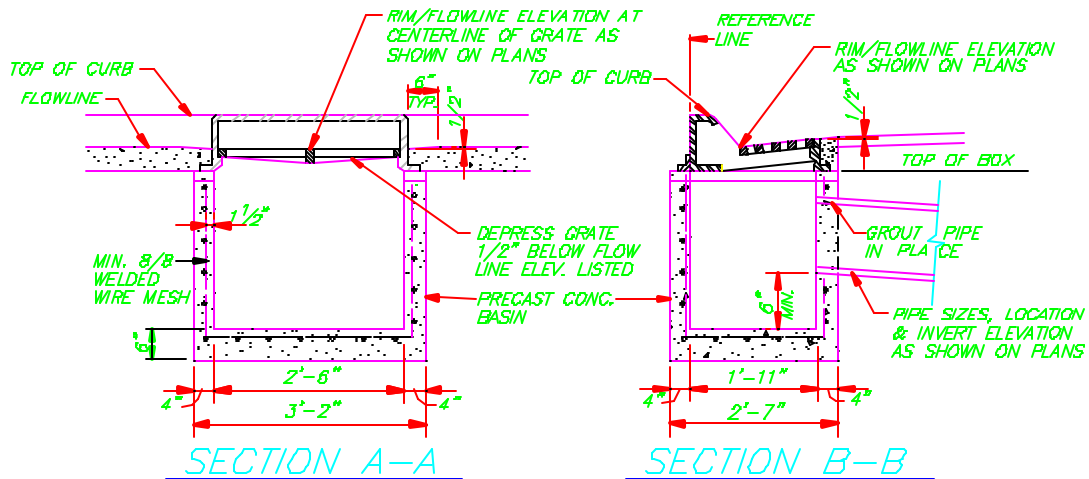 RIM/FLOWLINE ELEVATION AT
CENTERLINE OF GRATE AS
SHOWN ON PLANS
TOP OF CURB
FLOWLINE
6"
TYP.
1/2"
1 1/2"
MIN. 8/8
WELDED
WIRE MESH
DEPRESS GRATE
1/2" BELOW FLOW
LINE ELEV. LISTED
PRECAST CONC.
BASIN
6"
2'-6"
4"
4"
3'-2"
SECTION A-A
REFERENCE
LINE
TOP OF CURB
RIM/FLOWLINE ELEVATION
AS SHOWN ON PLANS
1/2"
TOP OF BOX
GROUT PIPE
IN PLACE
6"
MIN.
PIPE SIZES, LOCATION
& INVERT ELEVATION
AS SHOWN ON PLANS
1'-11"
4"
4"
2'-7"
SECTION B-B